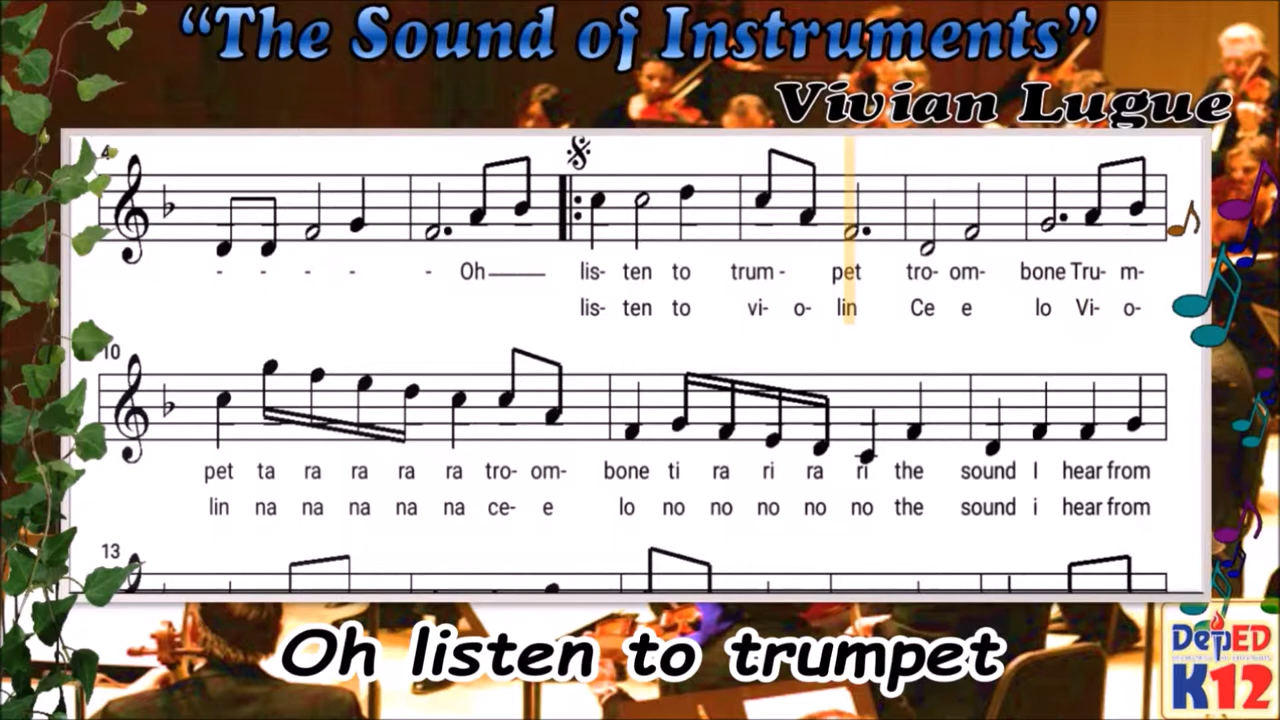 “The Sound of Instruments”
Vivian Lugue
4
- - - - - Oh lis- ten to trum- pet tro- om- bone Tru- m-
lis- ten to vi- o- lin Ce e lo Vi- o-
10
pet ta ra ra ra ra tro- om- bone ti ra ri ra ri the sound I hear from
lin na na na na na ce- e lo no no no no no the sound i hear from
13
Oh listen to trumpet
DepED
K12